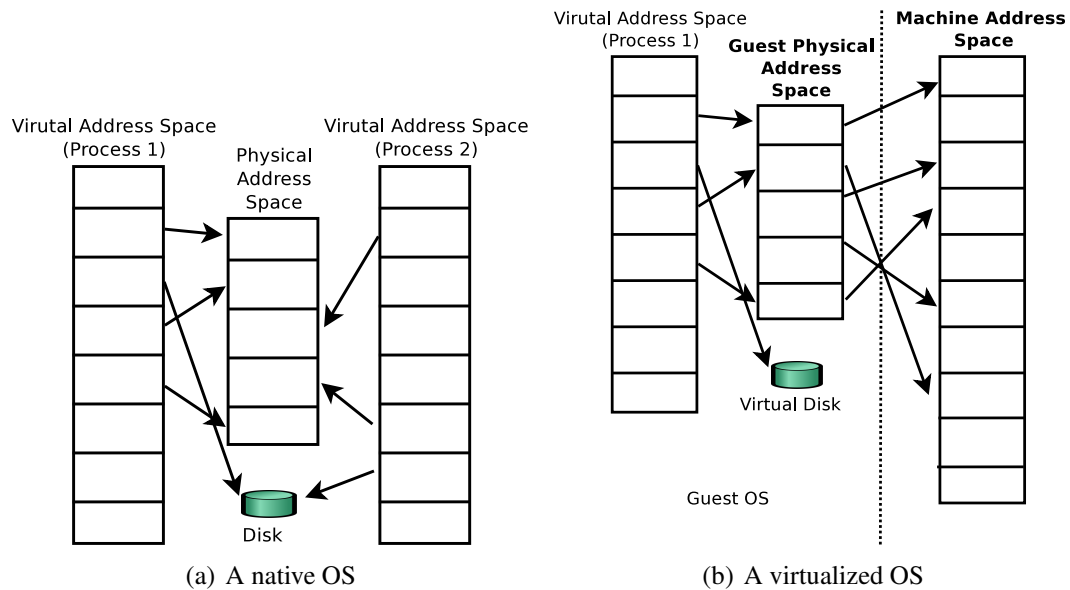 Virutal Address Space
(Process 1)
Physical
Address
Space
Virutal Address Space
(Process 2)
Disk
(a) A native OS
Virutal Address Space
(Process 1)
Guest Physical
Address
Space
Machine Address
Space
Virtual Disk
Guest OS
(b) A virtualized OS